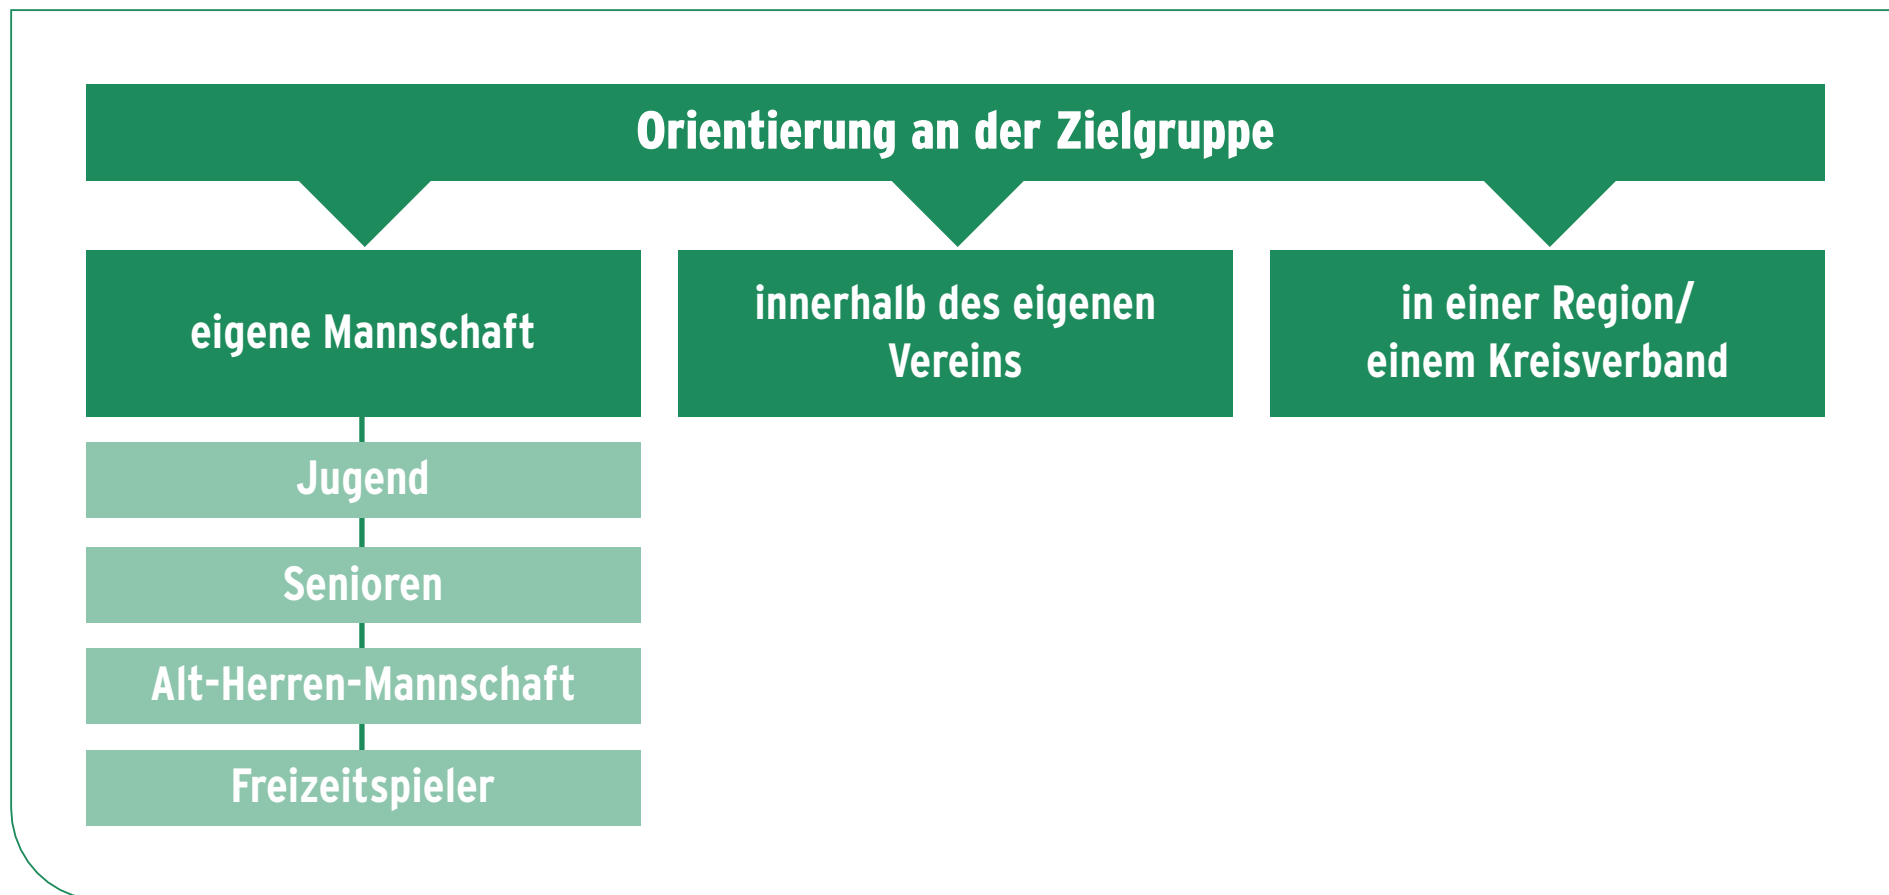 Orientierung an der Zielgruppe
eigene Mannschaft
innerhalb des eigenen
Vereins
in einer Region/
einem Kreisverband
Jugend
Senioren
Alt-Herren-Mannschaft
Freizeitspieler